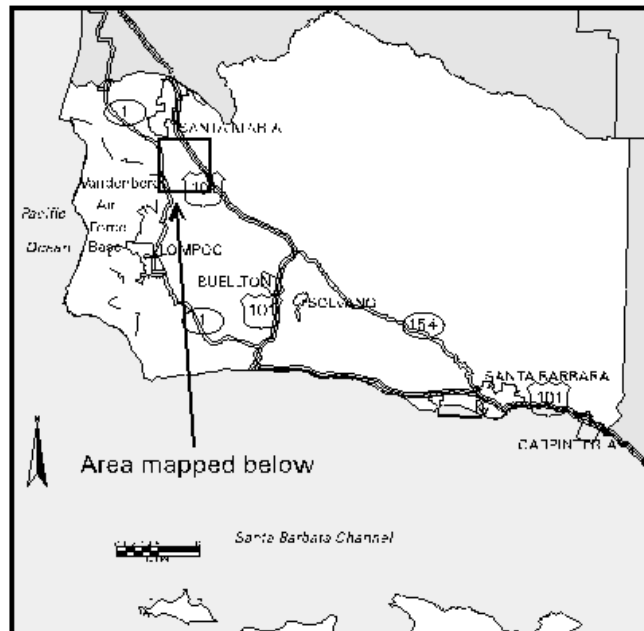 1
SANTA MARIA
Vandenberg
101
Air
Pacific
Force
Ocean
Base
LOMPOC
BUELLTON
SOLVANG
101
1
154
SANTA BARBARA
101
CARPINTERIA
N
Area mapped below
Santa Barbara Channel